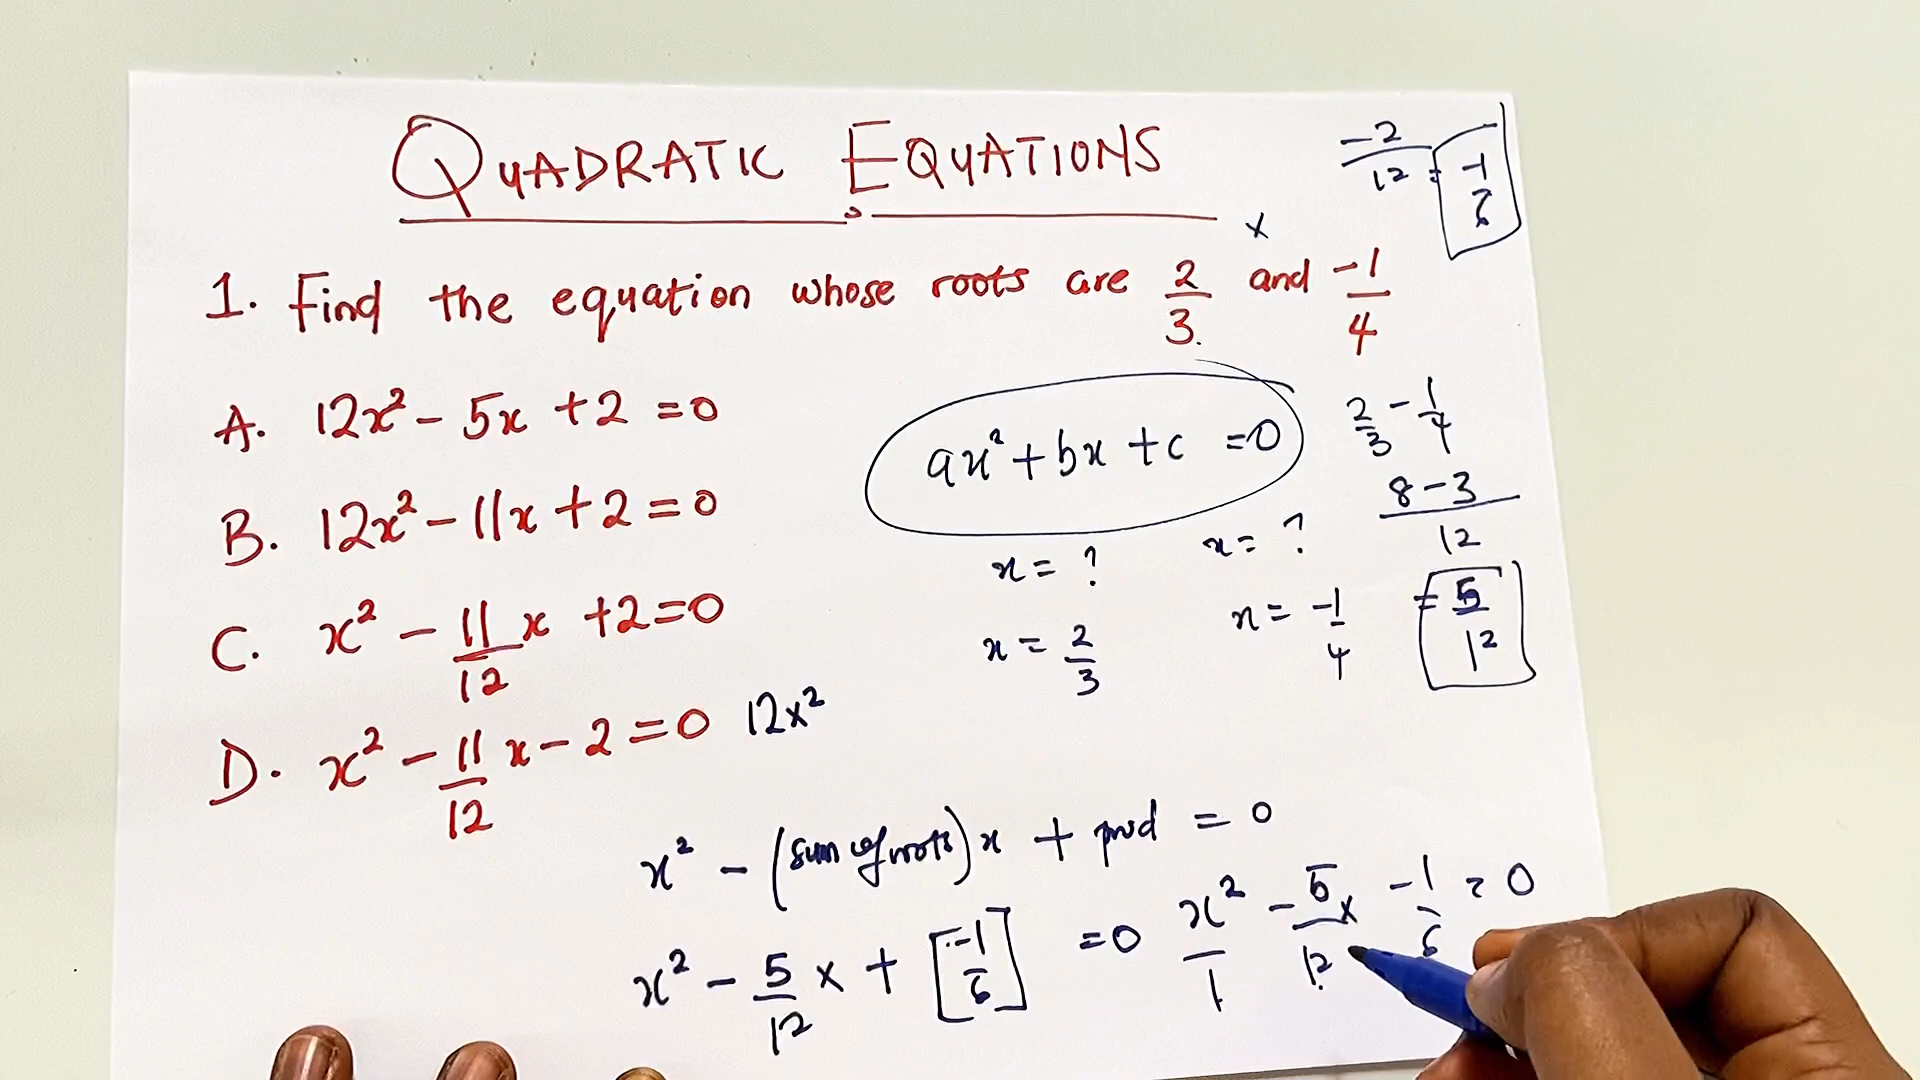 QUADRATIC EQUATIONS
-2/12 = -1/6
x
1. Find the equation whose roots are 2/3 and -1/4
A. 12x² - 5x + 2 = 0
B. 12x² - 11x + 2 = 0
C. x² - 11/12 x + 2 = 0
D. x² - 11/12 x - 2 = 0
12x²
ax² + bx + c = 0
x = ? x = ?
x = 2/3 x = -1/4
2/3 - 1/4
8 - 3
12
= 5/12
x² - (sum of roots)x + prod = 0
x² - 5/12 x + [-1/6] = 0
x²/1 - 5x/12 - 1/6 = 0